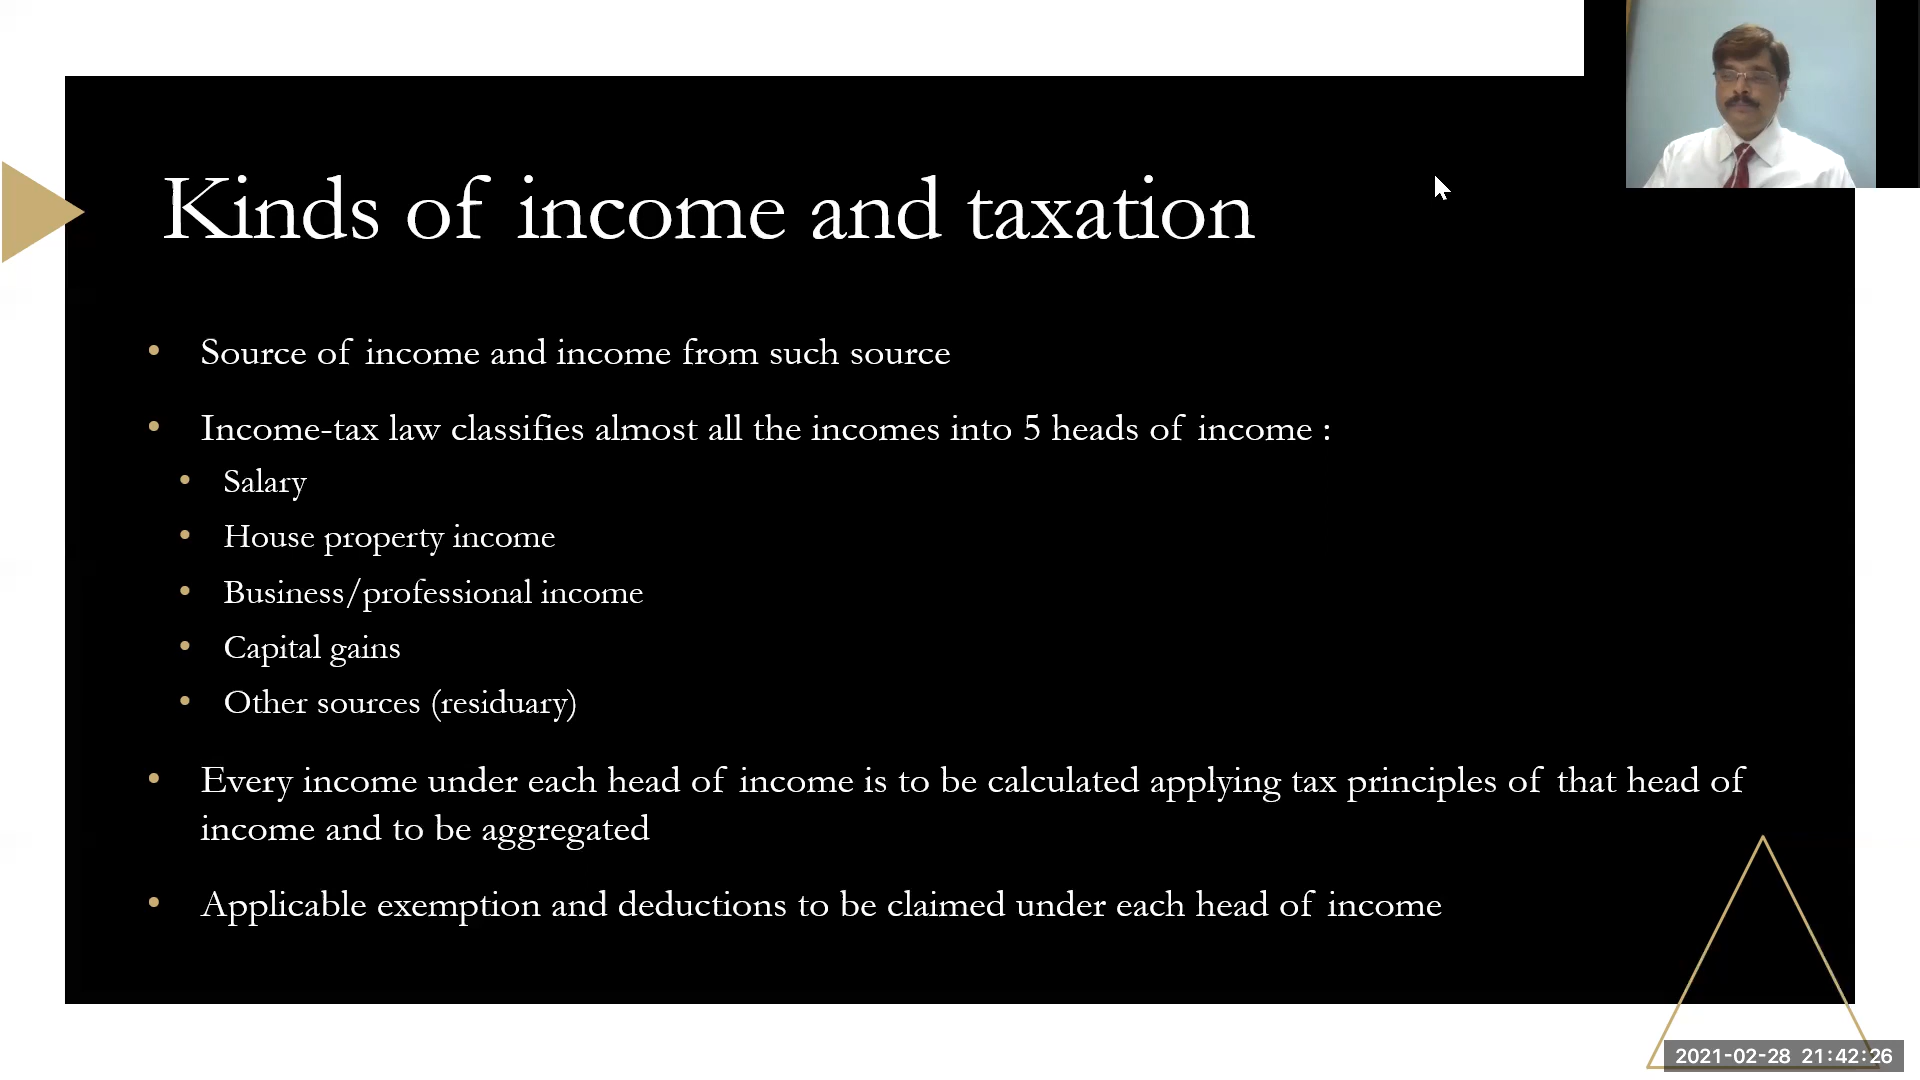 Kinds of income and taxation
Source of income and income from such source
Income-tax law classifies almost all the incomes into 5 heads of income :
Salary
House property income
Business/professional income
Capital gains
Other sources (residuary)
Every income under each head of income is to be calculated applying tax principles of that head of
income and to be aggregated
Applicable exemption and deductions to be claimed under each head of income
2021-02-28 21:42:26